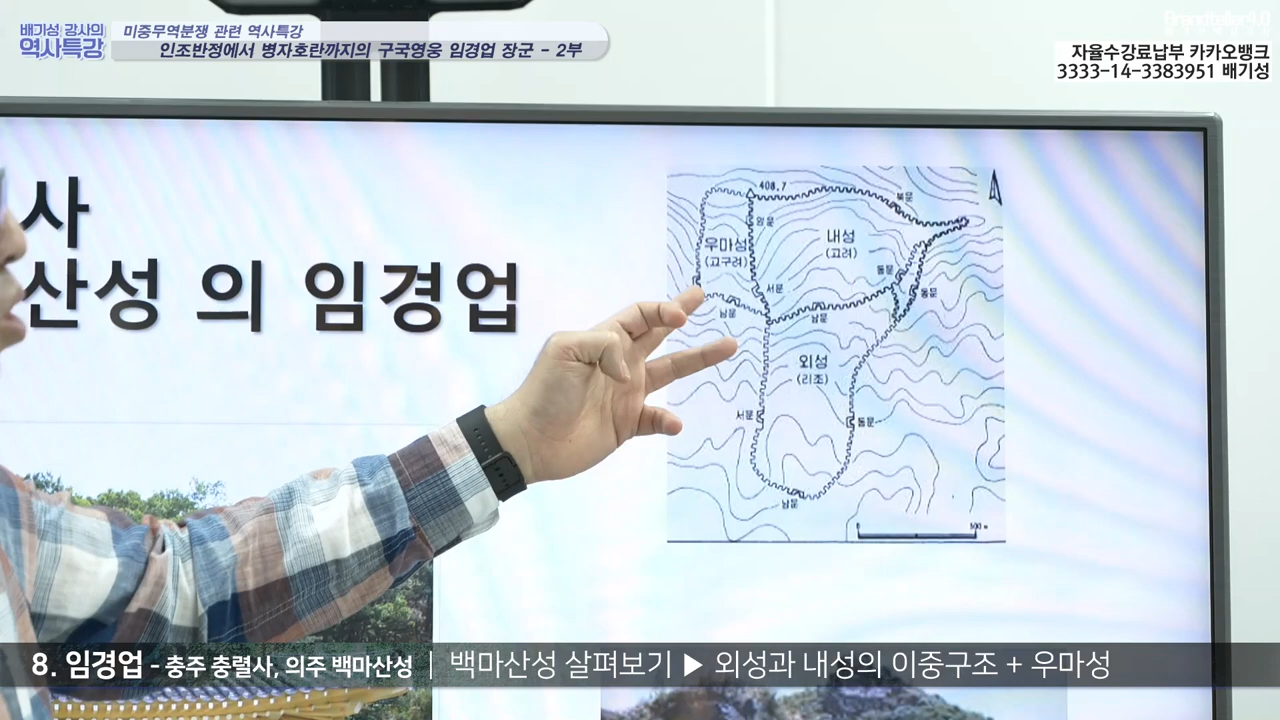 배기성 강사의
역사특강
미중무역분쟁 관련 역사특강
인조반정에서 병자호란까지의 구국영웅 임경업 장군 - 2부
Brandteller4.0
자율수강료납부 카카오뱅크
3333-14-3383951 배기성
사
산성 의 임경업
408.7
북문
암문
우마성
(고구려)
내성
(고려)
동문
서문
동문
남문
남문
외성
(리조)
서문
동문
남문
500 m
8. 임경업 - 충주 충렬사, 의주 백마산성 | 백마산성 살펴보기 ▶ 외성과 내성의 이중구조 + 우마성